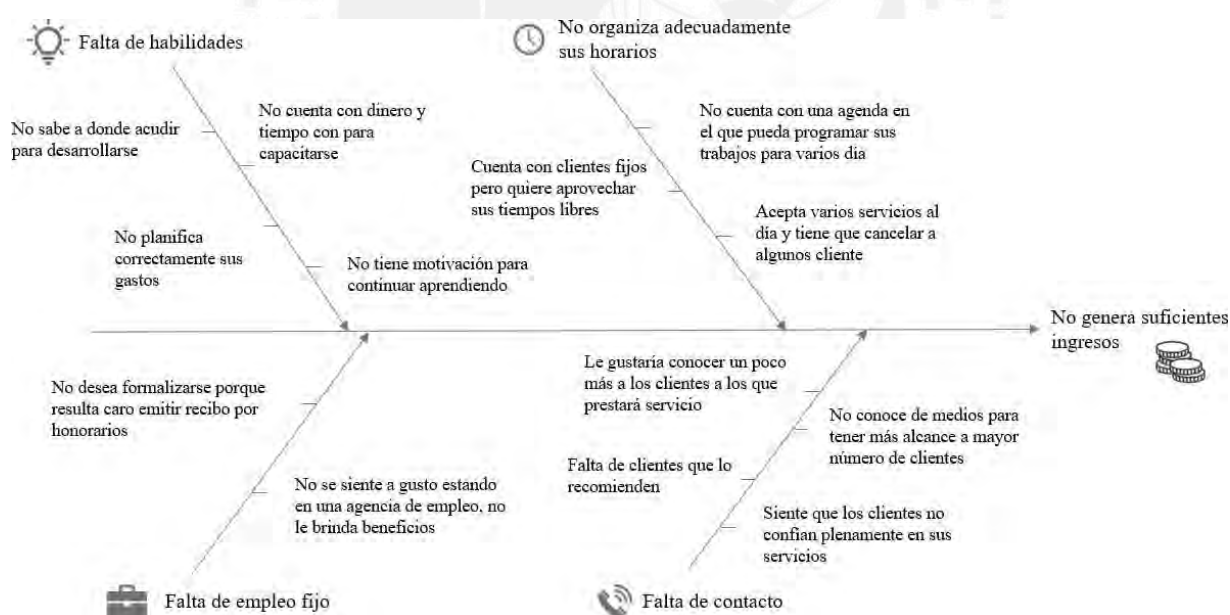 Falta de habilidades
No organiza adecuadamente
sus horarios
No sabe a donde acudir
para desarrollarse
No cuenta con dinero y
tiempo con para
capacitarse
No planifica
correctamente sus
gastos
No tiene motivación para
continuar aprendiendo
No cuenta con una agenda en
el que pueda programar sus
trabajos para varios día
Cuenta con clientes fijos
pero quiere aprovechar
sus tiempos libres
Acepta varios servicios al
día y tiene que cancelar a
algunos cliente
No genera suficientes
ingresos
No desea formalizarse porque
resulta caro emitir recibo por
honorarios
No se siente a gusto estando
en una agencia de empleo, no
le brinda beneficios
Le gustaría conocer un poco
más a los clientes a los que
prestará servicio
No conoce de medios para
tener más alcance a mayor
número de clientes
Falta de clientes que lo
recomienden
Siente que los clientes no
confían plenamente en sus
servicios
Falta de empleo fijo
Falta de contacto